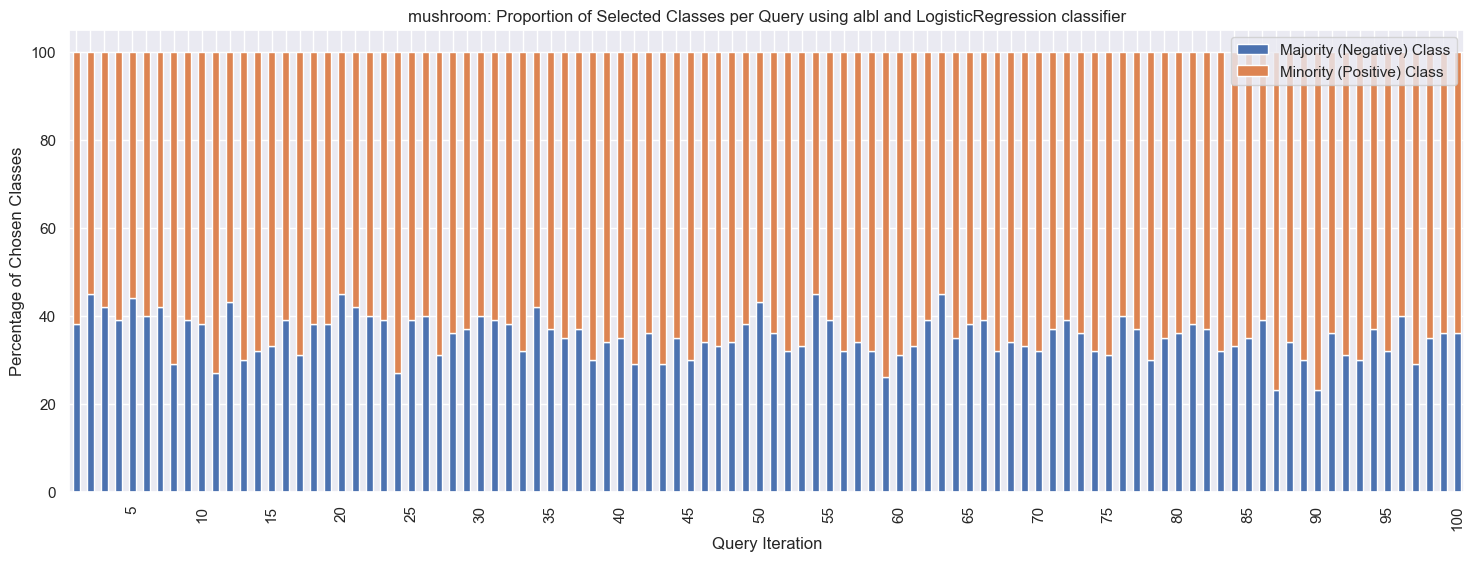 mushroom: Proportion of Selected Classes per Query using albl and LogisticRegression classifier
Majority (Negative) Class
Minority (Positive) Class
Percentage of Chosen Classes
100
80
60
40
20
0
5 10 15 20 25 30 35 40 45 50 55 60 65 70 75 80 85 90 95 100
Query Iteration